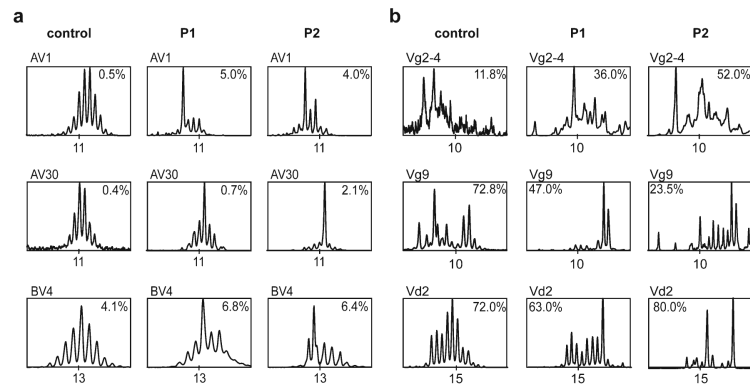 a
b
control P1 P2 control P1 P2
AV1 AV1 AV1 Vg2-4 Vg2-4 Vg2-4
0.5% 5.0% 4.0% 11.8% 36.0% 52.0%
11 11 11 10 10 10
AV30 AV30 AV30 Vg9 Vg9 Vg9
0.4% 0.7% 2.1% 72.8% 47.0% 23.5%
11 11 11 10 10 10
BV4 BV4 BV4 Vd2 Vd2 Vd2
4.1% 6.8% 6.4% 72.0% 63.0% 80.0%
13 13 13 15 15 15